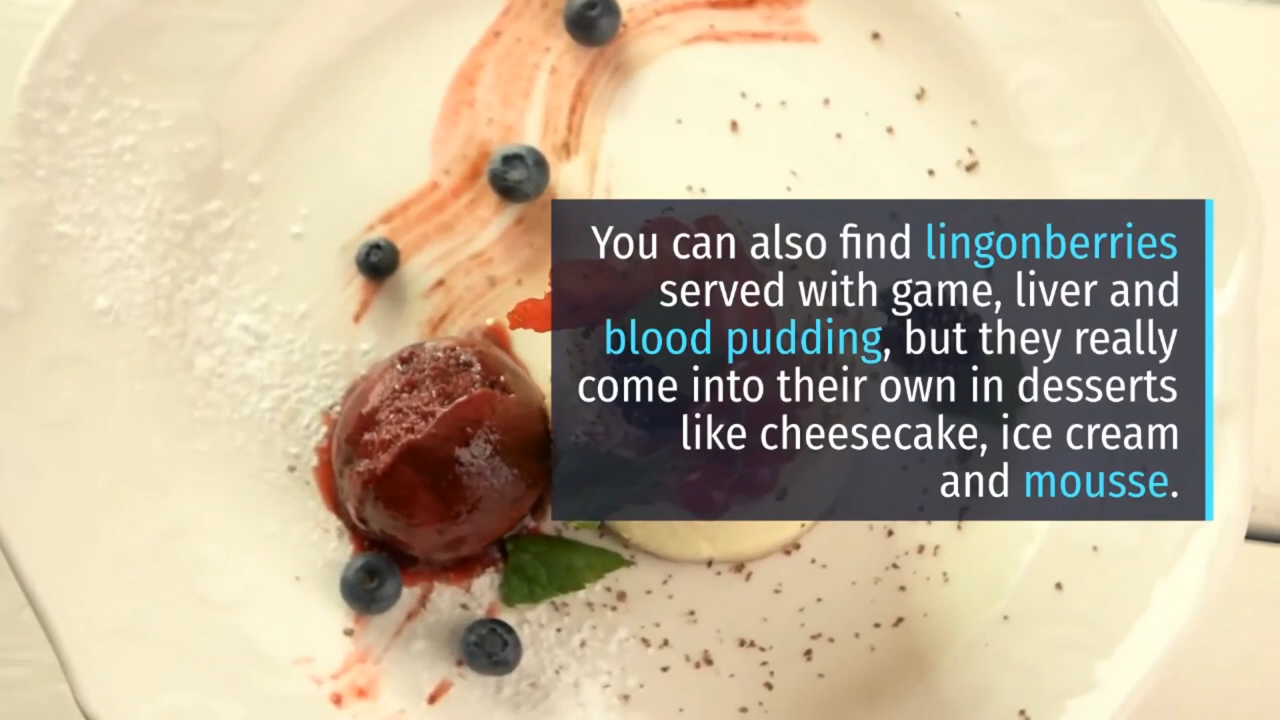 You can also find lingonberries
served with game, liver and
blood pudding, but they really
come into their own in desserts
like cheesecake, ice cream
and mousse.